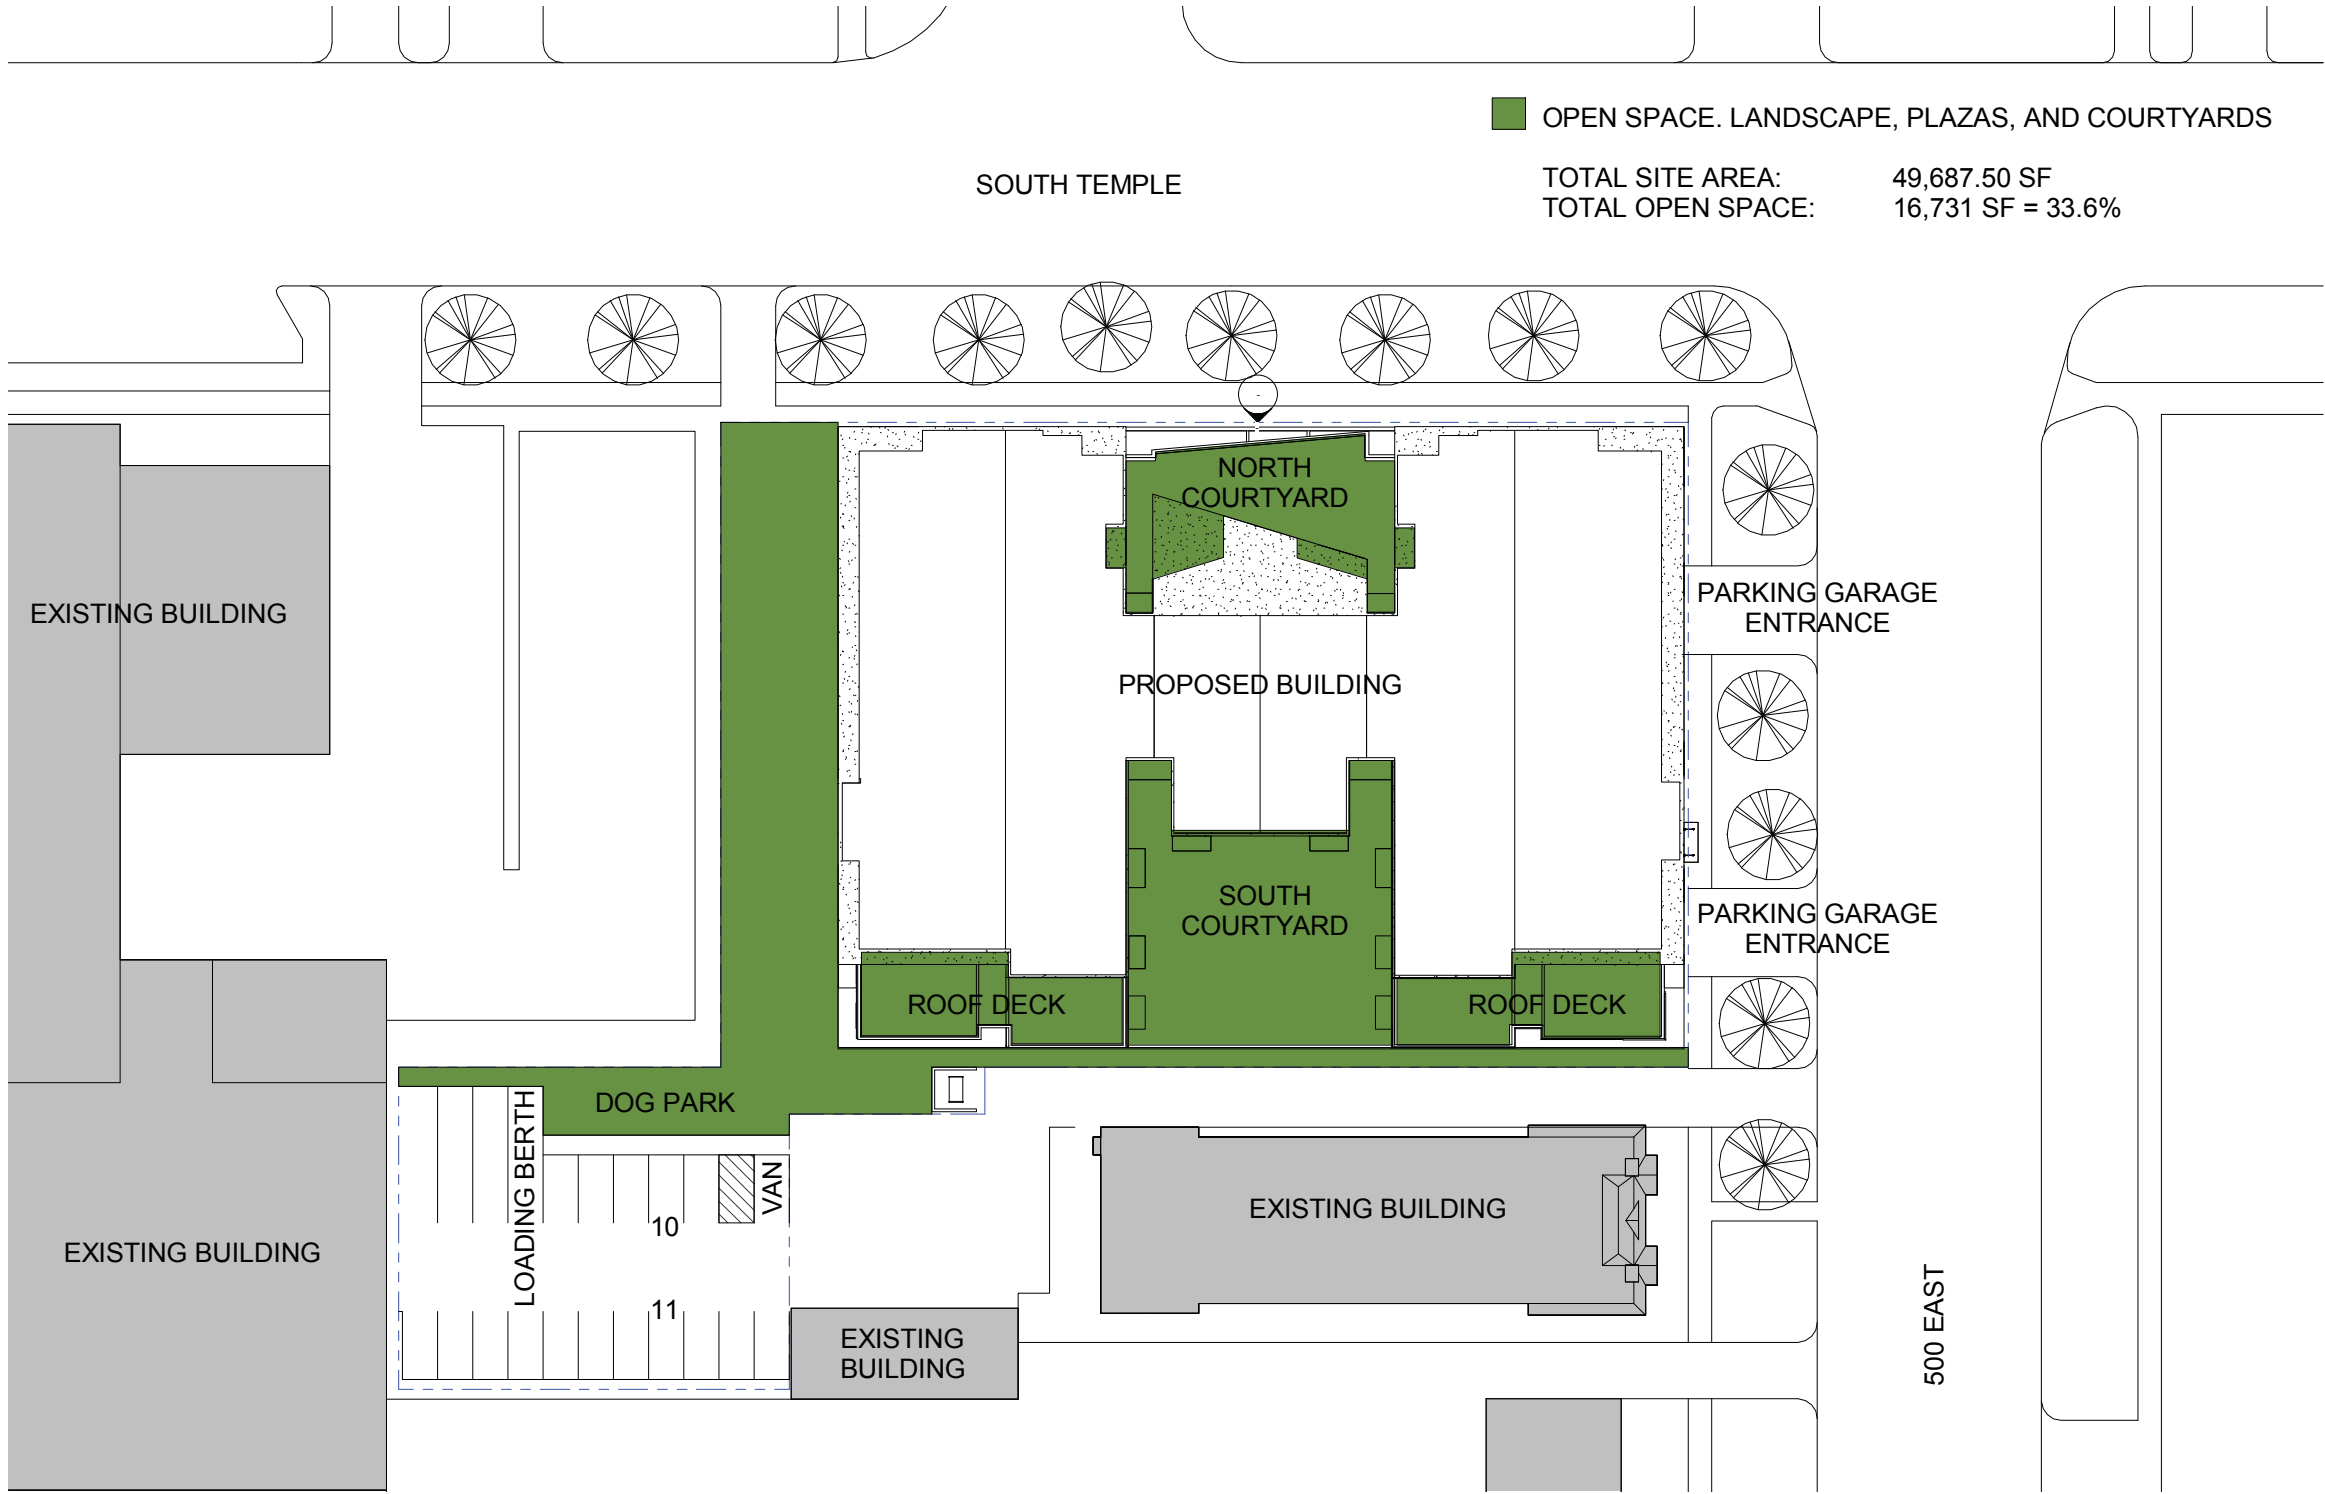 OPEN SPACE. LANDSCAPE, PLAZAS, AND COURTYARDS
SOUTH TEMPLE
TOTAL SITE AREA: 49,687.50 SF
TOTAL OPEN SPACE: 16,731 SF = 33.6%
-
NORTH
COURTYARD
EXISTING BUILDING
PARKING GARAGE
ENTRANCE
PROPOSED BUILDING
SOUTH
COURTYARD
PARKING GARAGE
ENTRANCE
ROOF DECK
ROOF DECK
DOG PARK
LOADING BERTH
VAN
10
EXISTING BUILDING
EXISTING BUILDING
11
EXISTING
BUILDING
500 EAST